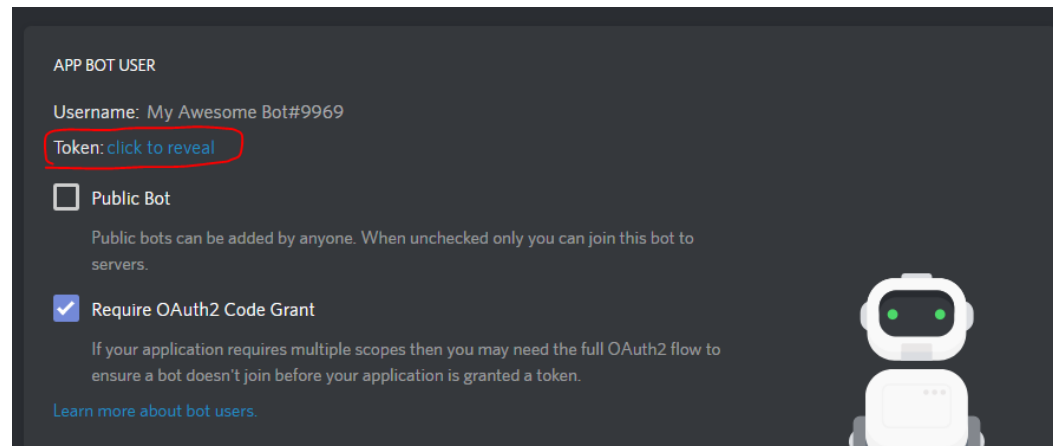 APP BOT USER
Username: My Awesome Bot#9969
Token: click to reveal
Public Bot
Public bots can be added by anyone. When unchecked only you can join this bot to
servers.
Require OAuth2 Code Grant
If your application requires multiple scopes then you may need the full OAuth2 flow to
ensure a bot doesn't join before your application is granted a token.
Learn more about bot users.